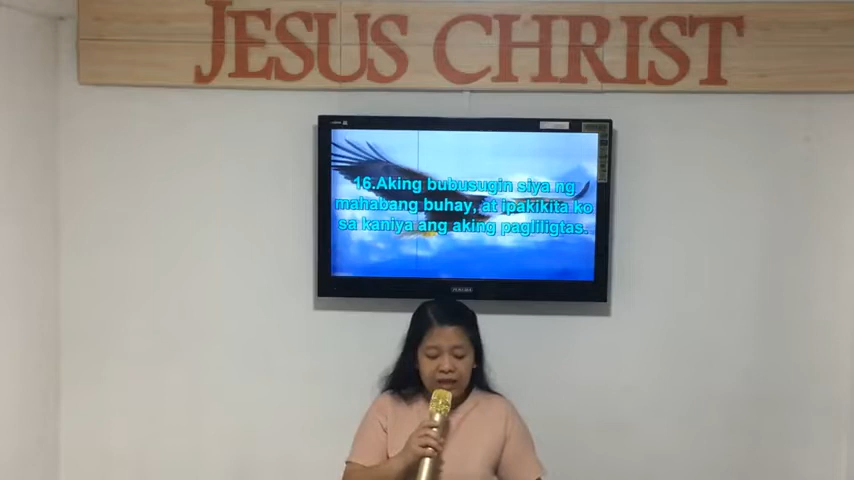 JESUS CHRIST
16.Aking bubusugin siya ng
mahabang buhay, at ipakikita ko
sa kaniya ang aking pagliligtas.